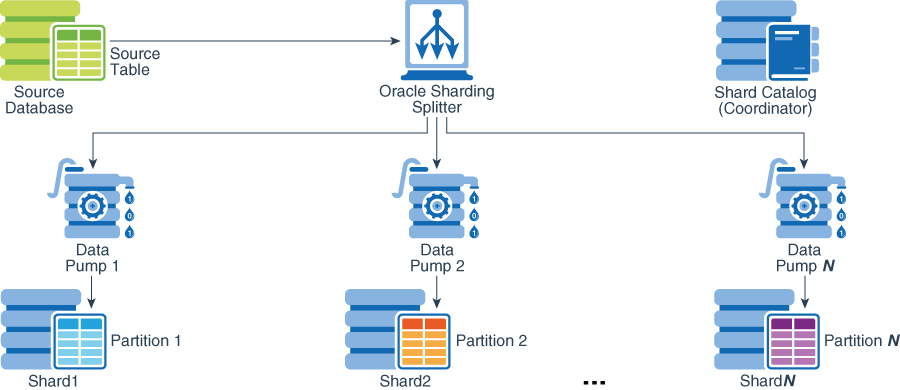 Source
Table
Source
Database
Oracle Sharding
Splitter
Shard Catalog
(Coordinator)
1
0
1
1
0
1
1
0
1
Data
Pump 1
Data
Pump 2
Data
Pump N
Partition 1
Partition 2
Partition N
Shard1
Shard2
...
ShardN